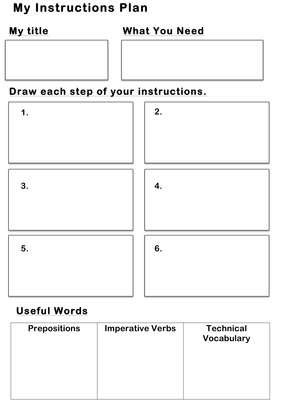 My Instructions Plan
My title What You Need
Draw each step of your instructions.
1. 2.
3. 4.
5. 6.
Useful Words
Prepositions Imperative Verbs Technical
Vocabulary